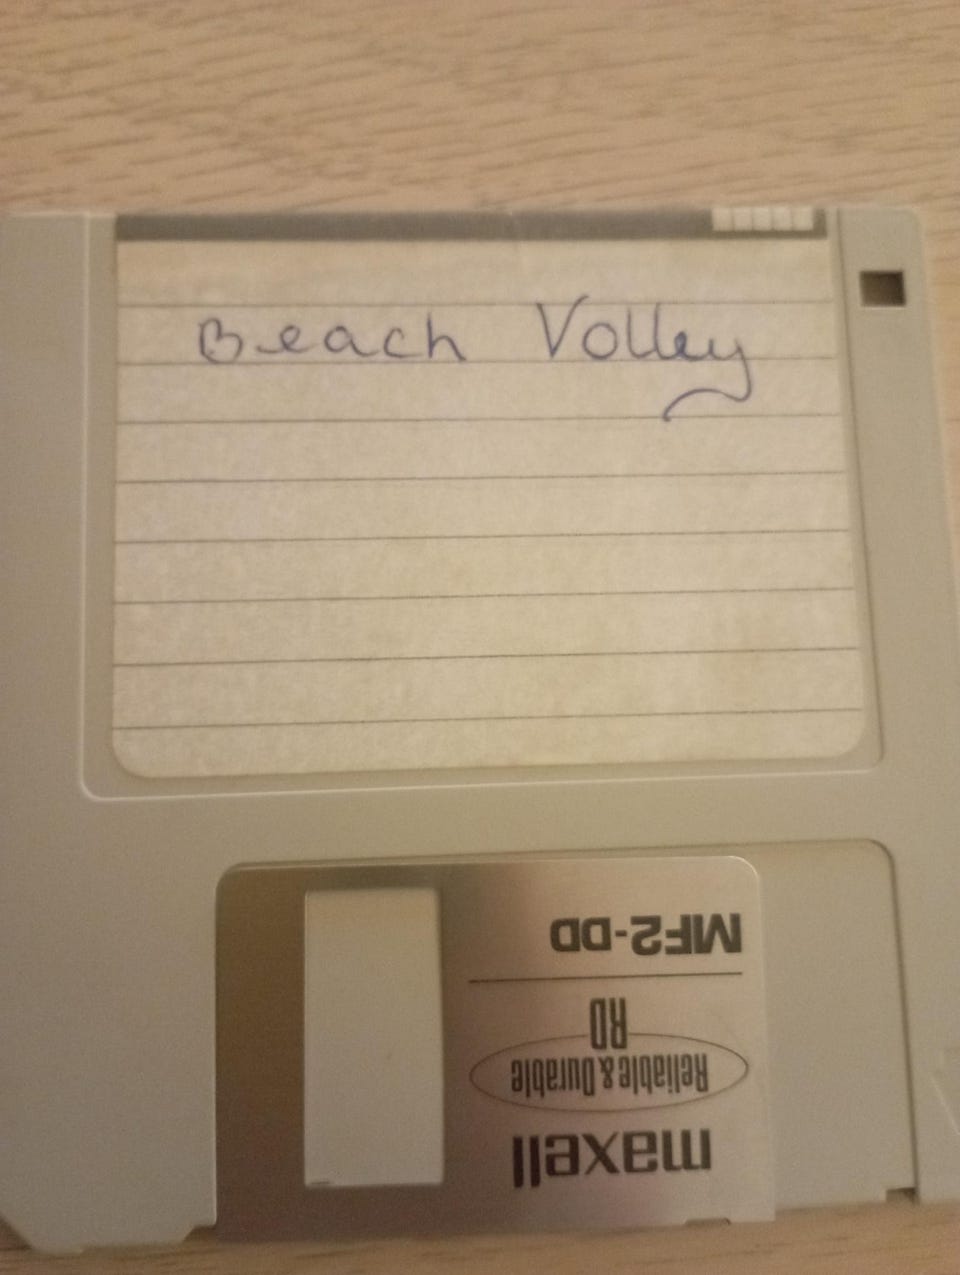 Beach Volley
MF2-DD
RD
Reliable & Durable
maxell